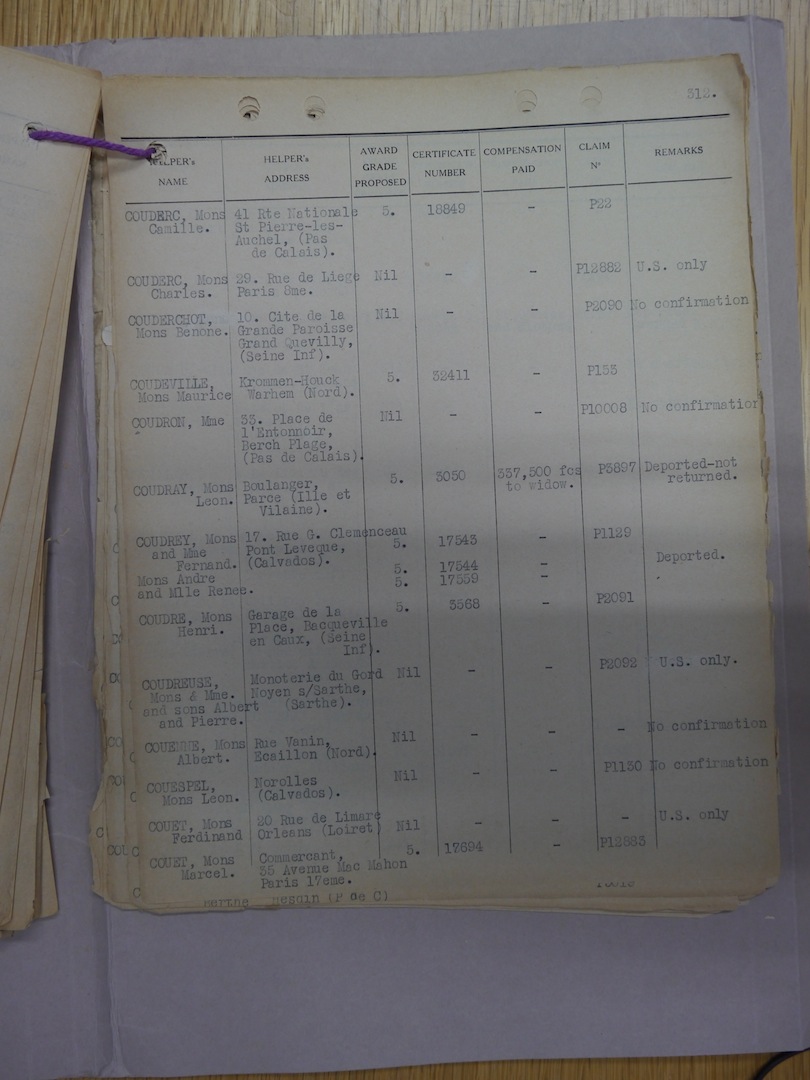 312.
HELPER's NAME HELPER's ADDRESS AWARD GRADE PROPOSED CERTIFICATE NUMBER COMPENSATION PAID CLAIM Nº REMARKS
COUDERC, Mons 41 Rte Nationale 5. 18849 - P22
Camille. St Pierre-les-
Auchel, (Pas
de Calais).
COUDERC, Mons 29. Rue de Liege Nil - - P12882 U.S. only
Charles. Paris 8me.
COUDERCHOT, 10. Cite de la Nil - - P2090 No confirmation
Mons Benone. Grande Paroisse
Grand Quevilly,
(Seine Inf).
COUDEVILLE, Krommen-Houck 5. 32411 - P153
Mons Maurice Warhem (Nord).
COUDRON, Mme 33. Place de Nil - - P10008 No confirmation
l'Entonnoir,
Berch Plage,
(Pas de Calais).
COUDRAY, Mons Boulanger, 5. 3050 337,500 fcs P3897 Deported-not
Leon. Parce (Ille et to widow. returned.
Vilaine).
COUDREY, Mons 17. Rue G. Clemenceau P1129
and Mme Pont Leveque, 5. 17543 -
Fernand. (Calvados). 5. 17544 - Deported.
Mons Andre 5. 17559 -
and Mlle Renee.
COUDRE, Mons Garage de la 5. 3568 - P2091
Henri. Place, Bacqueville
en Caux, (Seine
Inf).
COUDREUSE, Monoterie du Gord Nil - - P2092 U.S. only.
Mons & Mme. Noyen s/Sarthe,
and sons Albert (Sarthe).
and Pierre.
Mons Rue Vanin, Nil - - - No confirmation
Albert. Ecaillon (Nord).
COUESPEL, Norolles Nil - - P1130 No confirmation
Mons Leon. (Calvados).
COUET, Mons 20 Rue de Limare Nil - - - U.S. only
Ferdinand Orleans (Loiret)
COUET, Mons Commercant, 5. 17694 - P12883
Marcel. 35 Avenue Mac Mahon
Paris 17eme.
(P de C)